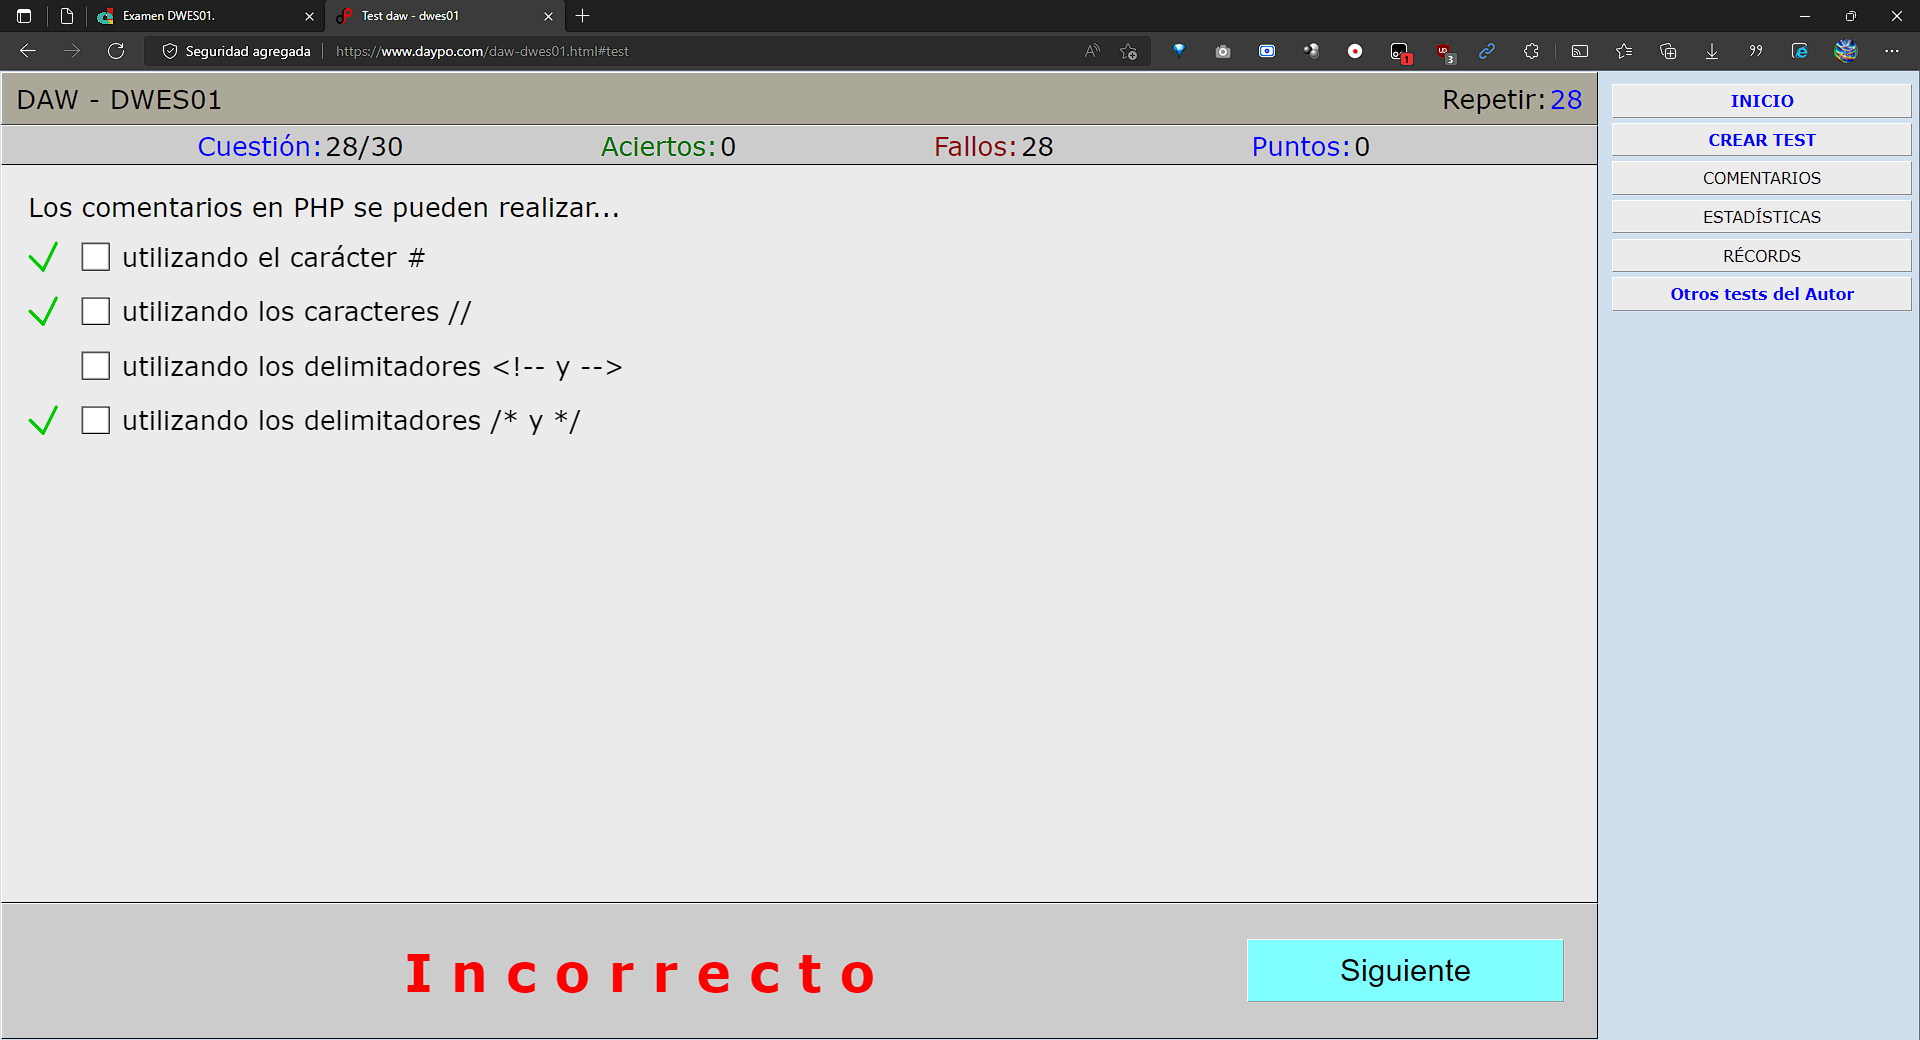 Examen DWES01.
Test daw - dwes01
Seguridad agregada
https://www.daypo.com/daw-dwes01.html#test
1
3
DAW - DWES01
Repetir: 28
Cuestión: 28/30
Aciertos: 0
Fallos: 28
Puntos: 0
Los comentarios en PHP se pueden realizar...
utilizando el carácter #
utilizando los caracteres //
utilizando los delimitadores <!-- y -->
utilizando los delimitadores /* y */
Incorrecto
Siguiente
INICIO
CREAR TEST
COMENTARIOS
ESTADÍSTICAS
RÉCORDS
Otros tests del Autor